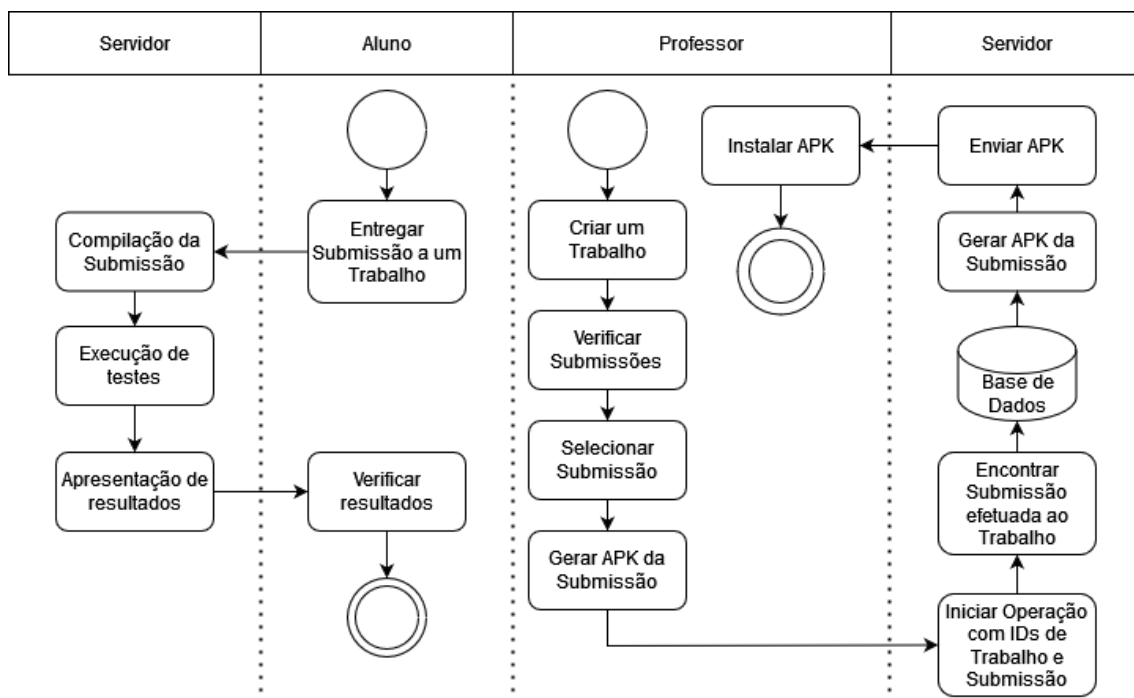 Servidor
Aluno
Professor
Servidor
Compilação da
Submissão
Execução de
testes
Apresentação de
resultados
Entregar
Submissão a um
Trabalho
Verificar
resultados
Criar um
Trabalho
Verificar
Submissões
Selecionar
Submissão
Gerar APK da
Submissão
Instalar APK
Enviar APK
Gerar APK da
Submissão
Base de
Dados
Encontrar
Submissão
efetuada ao
Trabalho
Iniciar Operação
com IDs de
Trabalho e
Submissão